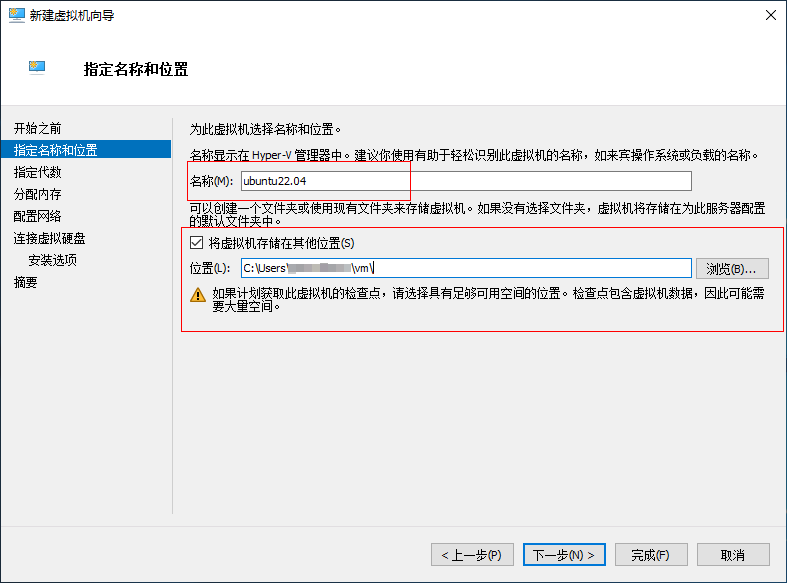 新建虚拟机向导
指定名称和位置
开始之前
指定名称和位置
指定代数
分配内存
配置网络
连接虚拟硬盘
安装选项
摘要
为此虚拟机选择名称和位置。
名称显示在 Hyper-V 管理器中。建议你使用有助于轻松识别此虚拟机的名称，如来宾操作系统或负载的名称。
名称(M): ubuntu22.04
可以创建一个文件夹或使用现有文件夹来存储虚拟机。如果没有选择文件夹，虚拟机将存储在为此服务器配置
的默认文件夹中。
将虚拟机存储在其他位置(S)
位置(L): C:\Users\ \vm\ 浏览(B)...
如果计划获取此虚拟机的检查点，请选择具有足够可用空间的位置。检查点包含虚拟机数据，因此可能需
要大量空间。
< 上一步(P) 下一步(N) > 完成(F) 取消